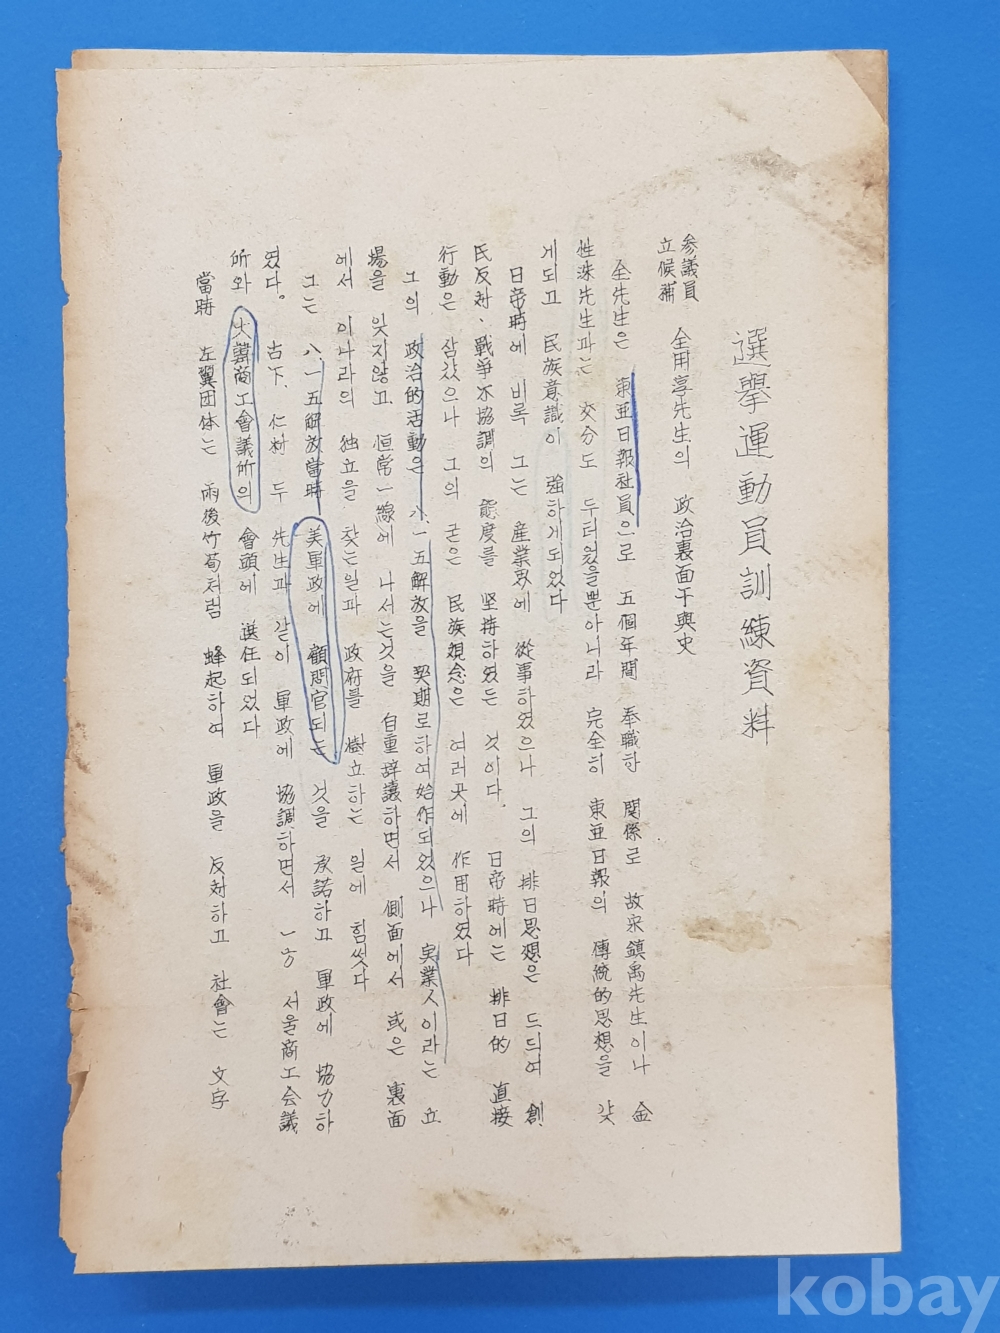 選擧運動員訓練資料
參議員
立候補
全用淳先生의 政治裏面干與史
全先生은 東亜日報社員으로 五個年間 奉職한 関係로 故宋鎮禹先生이나 金
性洙先生과는 交分도 두터웠을뿐아니라 完全히 東亜日報의 傳統的思想을 갖
게되고 民族意識이 強하게되었다
日帝時에 비록 그는 産業界에 從事하였으나 그의 排日思想은 드듸여 創
民反対、戦爭不協調의 態度를 坚持하였든 것이다. 日帝時에는 排日的 直接
行動은 삼갔으나 그의 굳은 民族観念은 여러곳에 作用하였다
그의 政治的活動은 八、一五解放을 契期로하여始作되었으나 実業人이라는 立
場을 잊지않고 恒常一線에 나서는것을 自重辞讓하면서 側面에서 或은 裏面
에서 이나라의 独立을 찾는일과 政府를 樹立하는 일에 힘썻다
그는 八、一五解放當時 美軍政에 顧問官되는 것을 承諾하고 軍政에 協力하
였다。 古下、仁村 두 先生과 같이 軍政에 協調하면서 一方 서울商工会議
所와 大韓商工會議所의 會頭에 選任되었다
當時 左翼団体는 雨後竹筍처럼 蜂起하여 軍政을 反対하고 社會는 文字
kobay